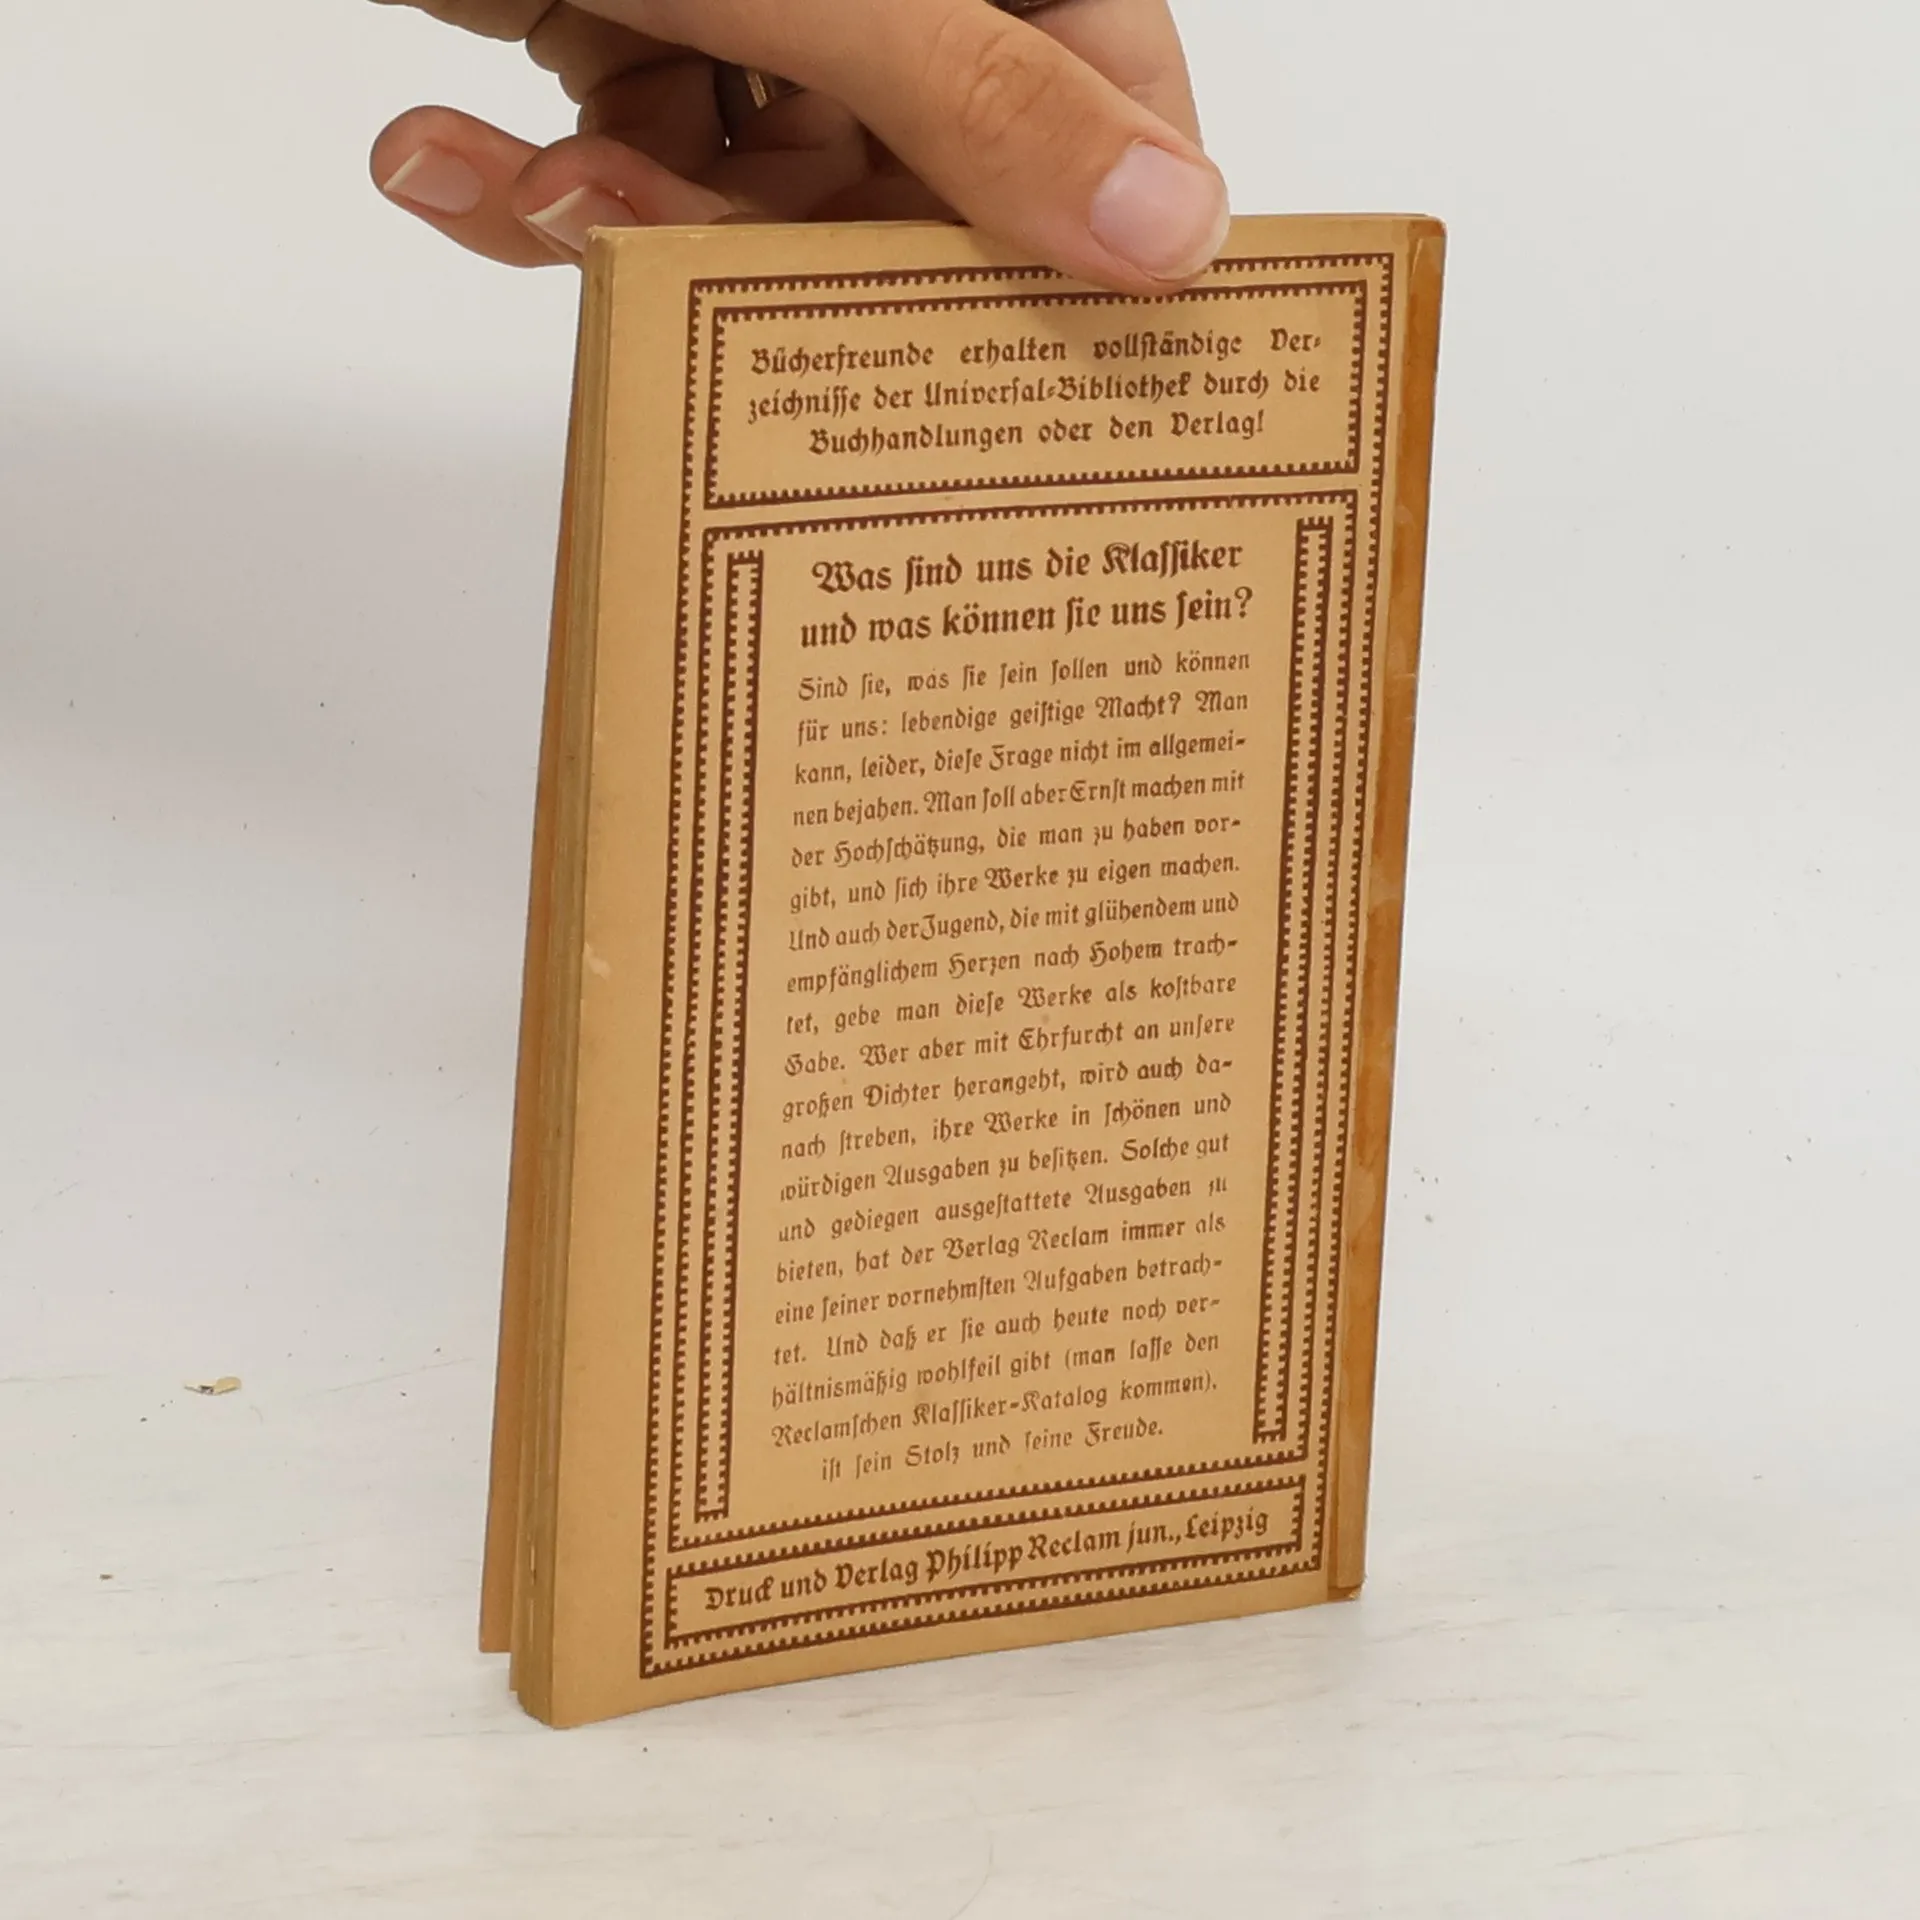 Bücherfreunde erhalten vollständige Ver-
zeichnisse der Universal-Bibliothek durch die
Buchhandlungen oder den Verlag!
Was sind uns die Klassiker
und was können sie uns sein?
Sind sie, was sie sein sollen und können
für uns: lebendige geistige Macht? Man
kann, leider, diese Frage nicht im allgemei-
nen bejahen. Man soll aber Ernst machen mit
der Hochschätzung, die man zu haben vor-
gibt, und sich ihre Werke zu eigen machen.
Und auch der Jugend, die mit glühendem und
empfänglichem Herzen nach Hohem trach-
tet, gebe man diese Werke als kostbare
Gabe. Wer aber mit Ehrfurcht an unsere
großen Dichter herangeht, wird auch da-
nach streben, ihre Werke in schönen und
würdigen Ausgaben zu besitzen. Solche gut
und gediegen ausgestattete Ausgaben zu
bieten, hat der Verlag Reclam immer als
eine seiner vornehmsten Aufgaben betrach-
tet. Und daß er sie auch heute noch ver-
hältnismäßig wohlfeil gibt (man lasse den
Reclamschen Klassiker-Katalog kommen),
ist sein Stolz und seine Freude.
Druck und Verlag Philipp Reclam jun., Leipzig